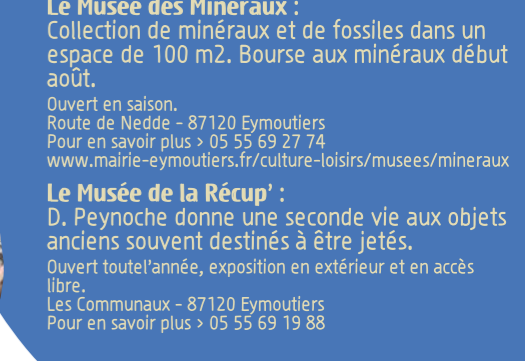 Le Musée des Minéraux :
Collection de minéraux et de fossiles dans un
espace de 100 m2. Bourse aux minéraux début
août.
Ouvert en saison.
Route de Nedde - 87120 Eymoutiers
Pour en savoir plus > 05 55 69 27 74
www.mairie-eymoutiers.fr/culture-loisirs/musees/mineraux
Le Musée de la Récup’ :
D. Peynoche donne une seconde vie aux objets
anciens souvent destinés à être jetés.
Ouvert toutel’année, exposition en extérieur et en accès
libre.
Les Communaux - 87120 Eymoutiers
Pour en savoir plus > 05 55 69 19 88